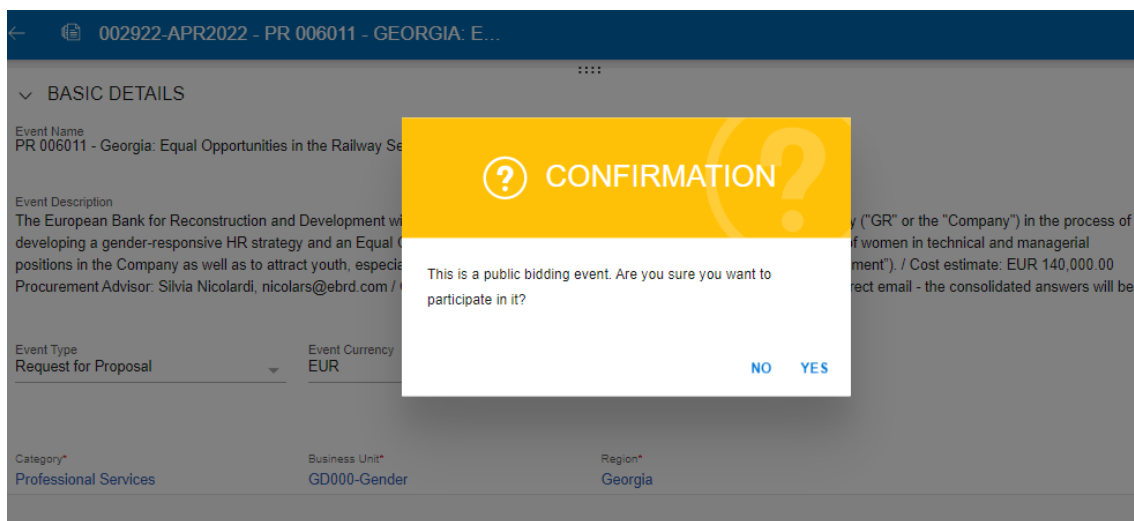 002922-APR2022 - PR 006011 - GEORGIA: E...
BASIC DETAILS
Event Name
PR 006011 - Georgia: Equal Opportunities in the Railway Se
Event Description
The European Bank for Reconstruction and Development wi
y ("GR" or the "Company") in the process of
developing a gender-responsive HR strategy and an Equal
of women in technical and managerial
positions in the Company as well as to attract youth, especia
ment"). / Cost estimate: EUR 140,000.00
Procurement Advisor: Silvia Nicolardi, nicolars@ebrd.com /
rect email - the consolidated answers will be
CONFIRMATION
This is a public bidding event. Are you sure you want to
participate in it?
NO YES
Event Type
Request for Proposal
Event Currency
EUR
Category*
Professional Services
Business Unit*
GD000-Gender
Region*
Georgia